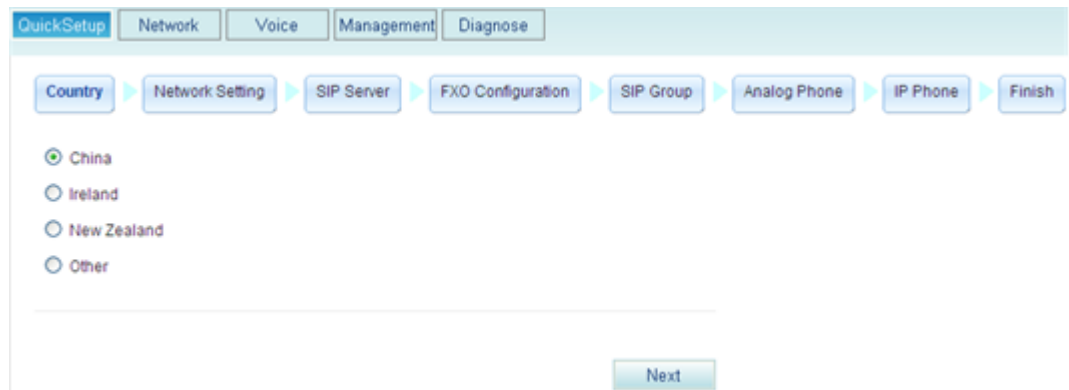 QuickSetup Network Voice Management Diagnose
Country Network Setting SIP Server FXO Configuration SIP Group Analog Phone IP Phone Finish
China
Ireland
New Zealand
Other
Next